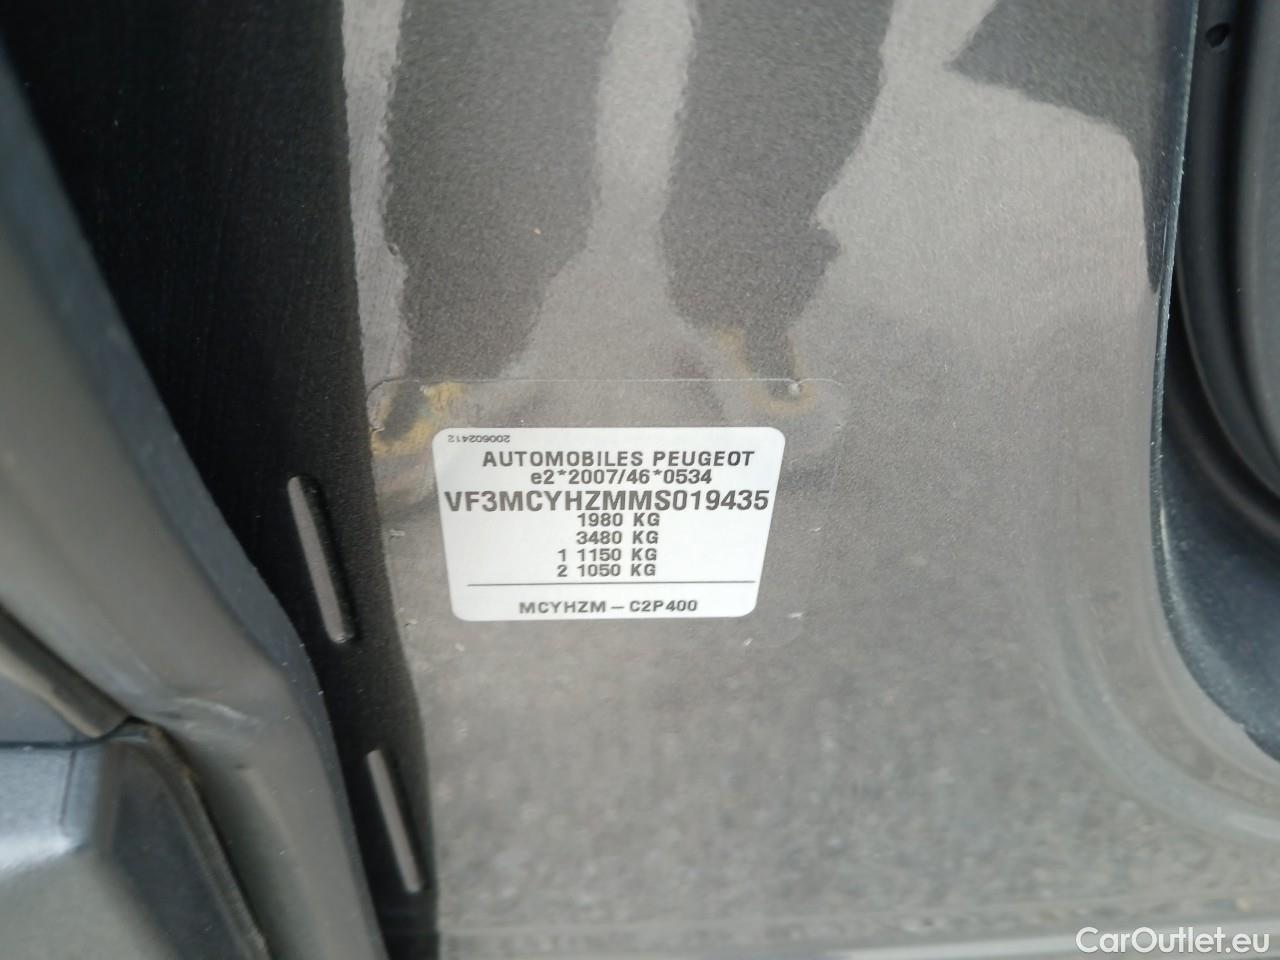 200602412
AUTOMOBILES PEUGEOT
e2*2007/46*0534
VF3MCYHZMMS019435
1980 KG
3480 KG
1 1150 KG
2 1050 KG
MCYHZM – C2P400
CarOutlet.eu